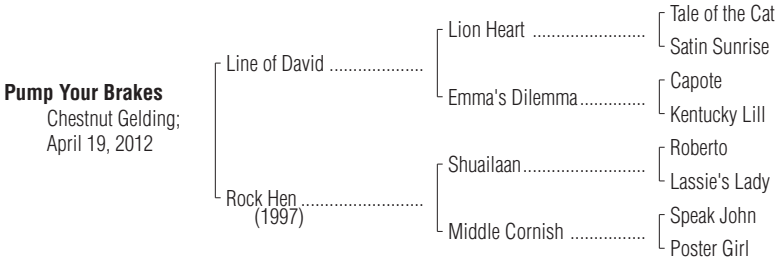 Tale of the Cat
Lion Heart ........................
Satin Sunrise
Line of David ....................
Capote
Emma's Dilemma..............
Pump Your Brakes
Kentucky Lill
Chestnut Gelding;
April 19, 2012
Roberto
Shuailaan..........................
Lassie's Lady
Rock Hen ..........................
(1997)
Speak John
Middle Cornish ................
Poster Girl